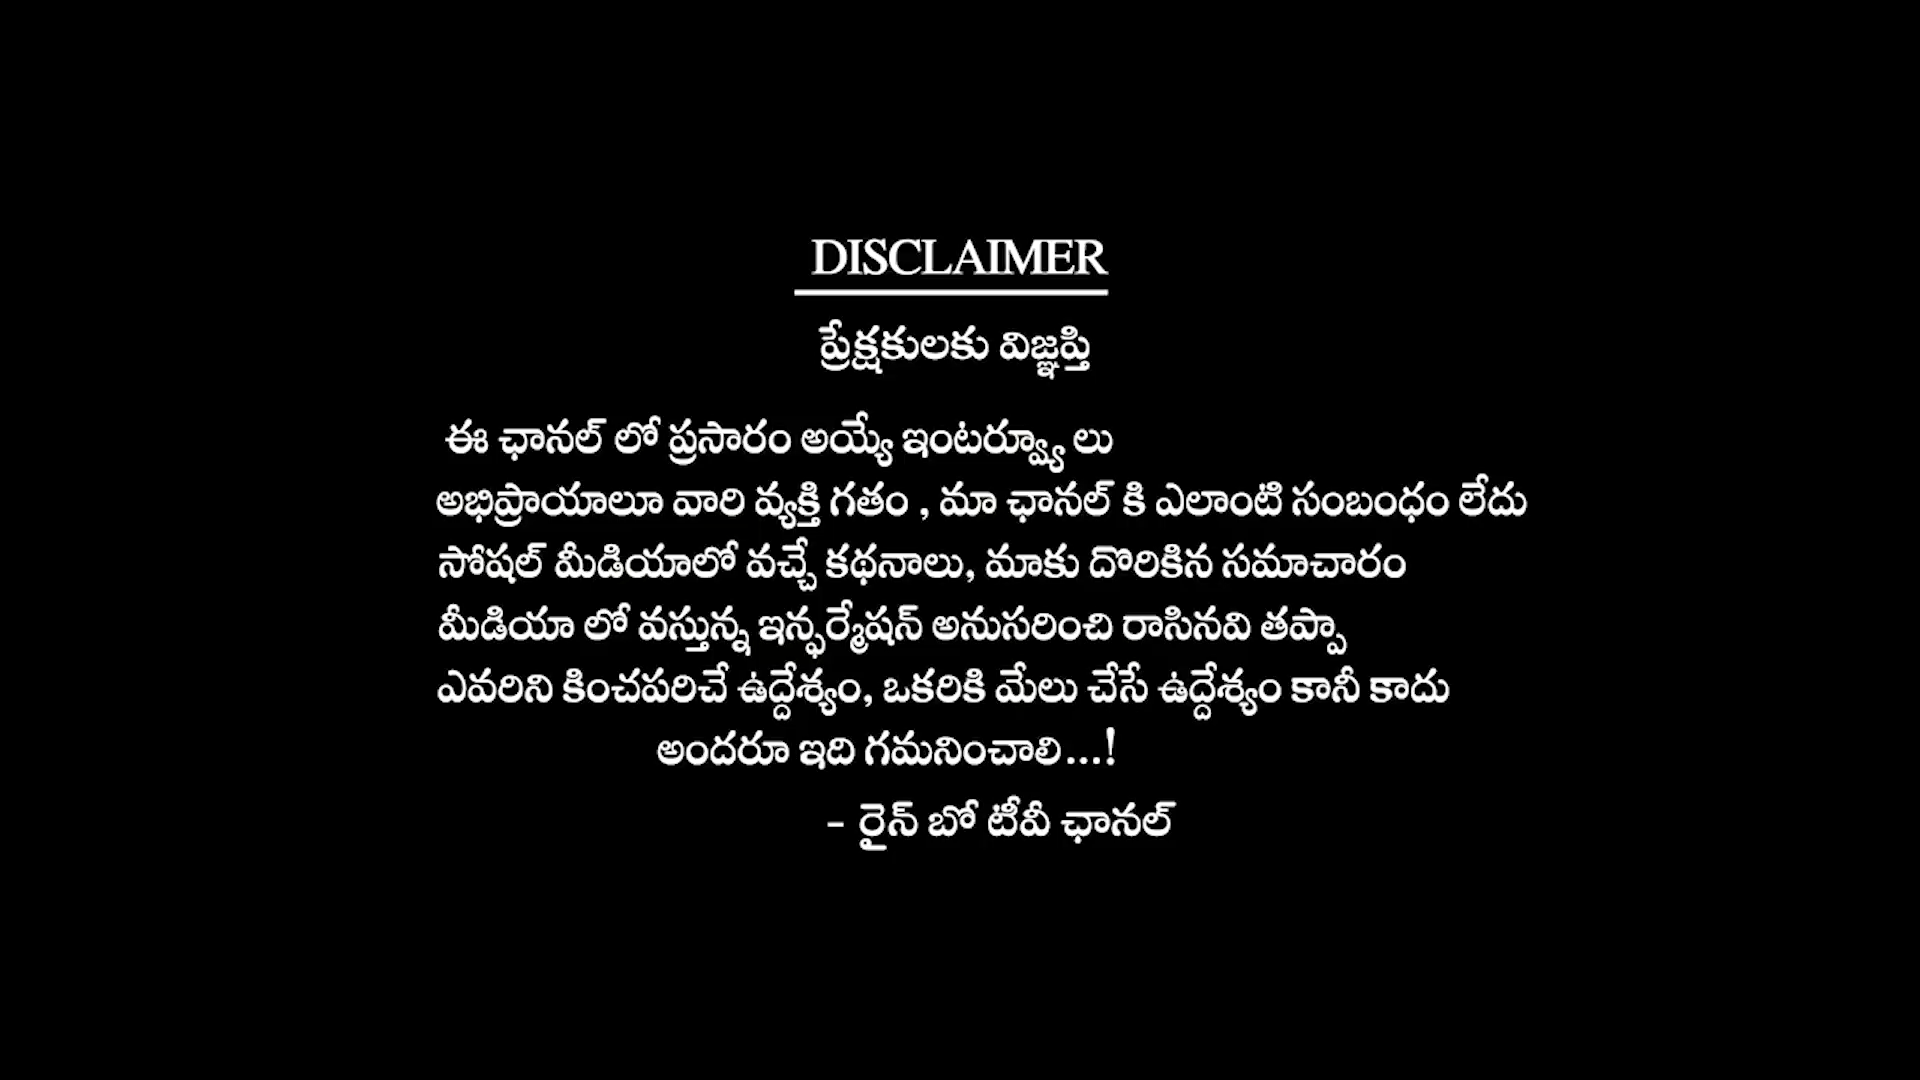 DISCLAIMER
ప్రేక్షకులకు విజ్ఞప్తి
ఈ ఛానల్ లో ప్రసారం అయ్యే ఇంటర్వ్యూ లు
అభిప్రాయాలూ వారి వ్యక్తి గతం , మా ఛానల్ కి ఎలాంటి సంబంధం లేదు
సోషల్ మీడియాలో వచ్చే కథనాలు, మాకు దొరికిన సమాచారం
మీడియా లో వస్తున్న ఇన్ఫర్మేషన్ అనుసరించి రాసినవి తప్పా
ఎవరిని కించపరిచే ఉద్దేశ్యం, ఒకరికి మేలు చేసే ఉద్దేశ్యం కానీ కాదు
అందరూ ఇది గమనించాలి...!
- రైన్ బో టీవీ ఛానల్